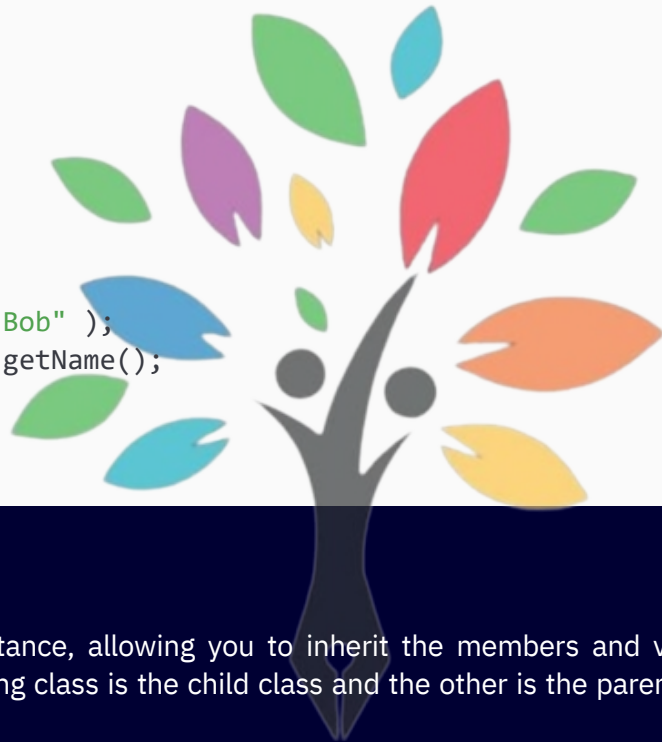 Bob" );
getName();
tance, allowing you to inherit the members and v
ng class is the child class and the other is the paren